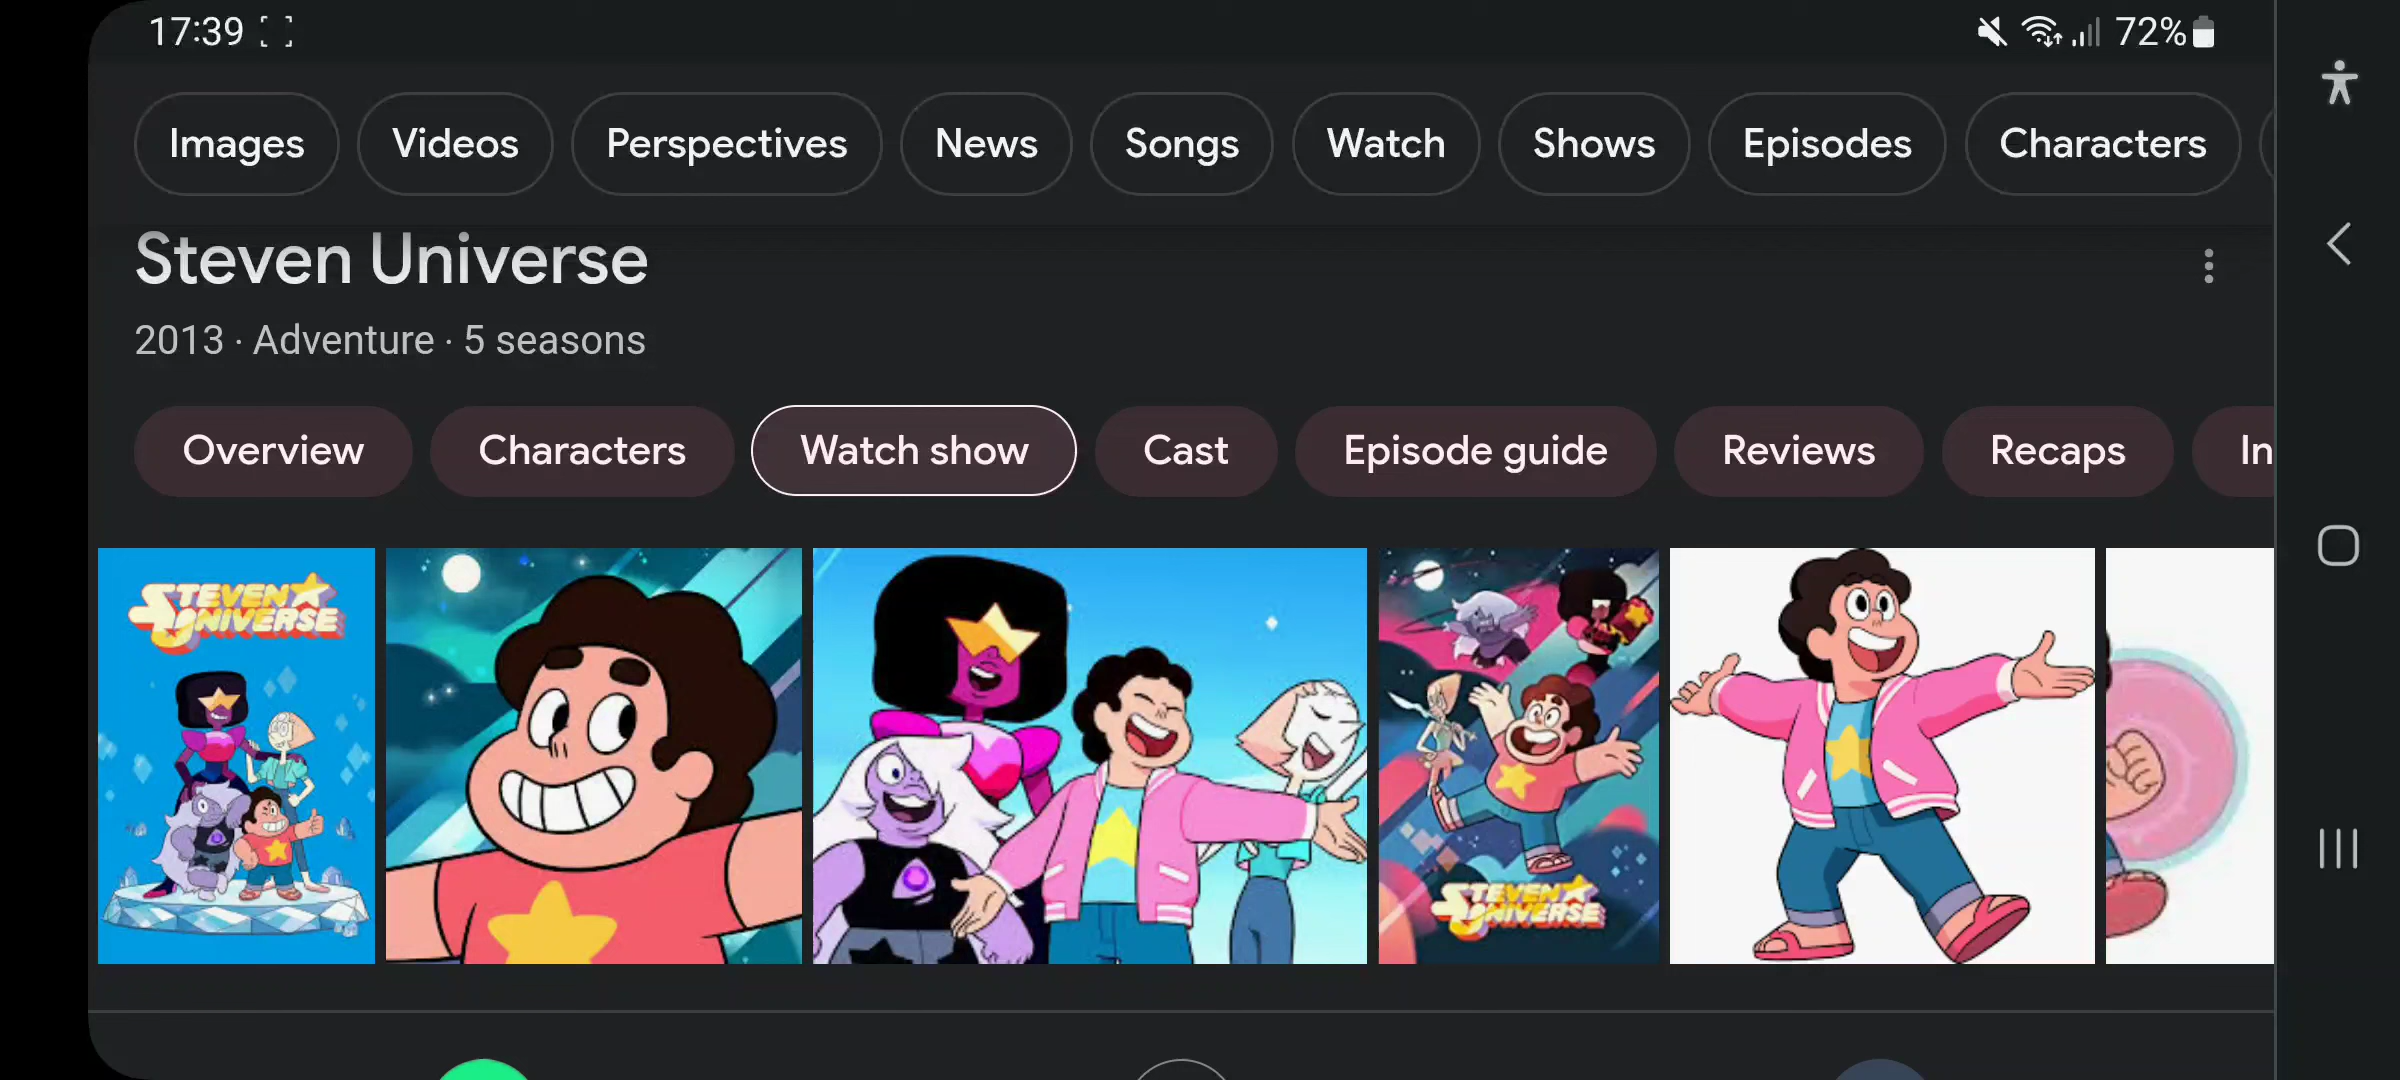 17:39 72%
Images Videos Perspectives News Songs Watch Shows Episodes Characters
Steven Universe
2013 · Adventure · 5 seasons
Overview Characters Watch show Cast Episode guide Reviews Recaps In
STEVEN
UNIVERSE
STEVEN
UNIVERSE